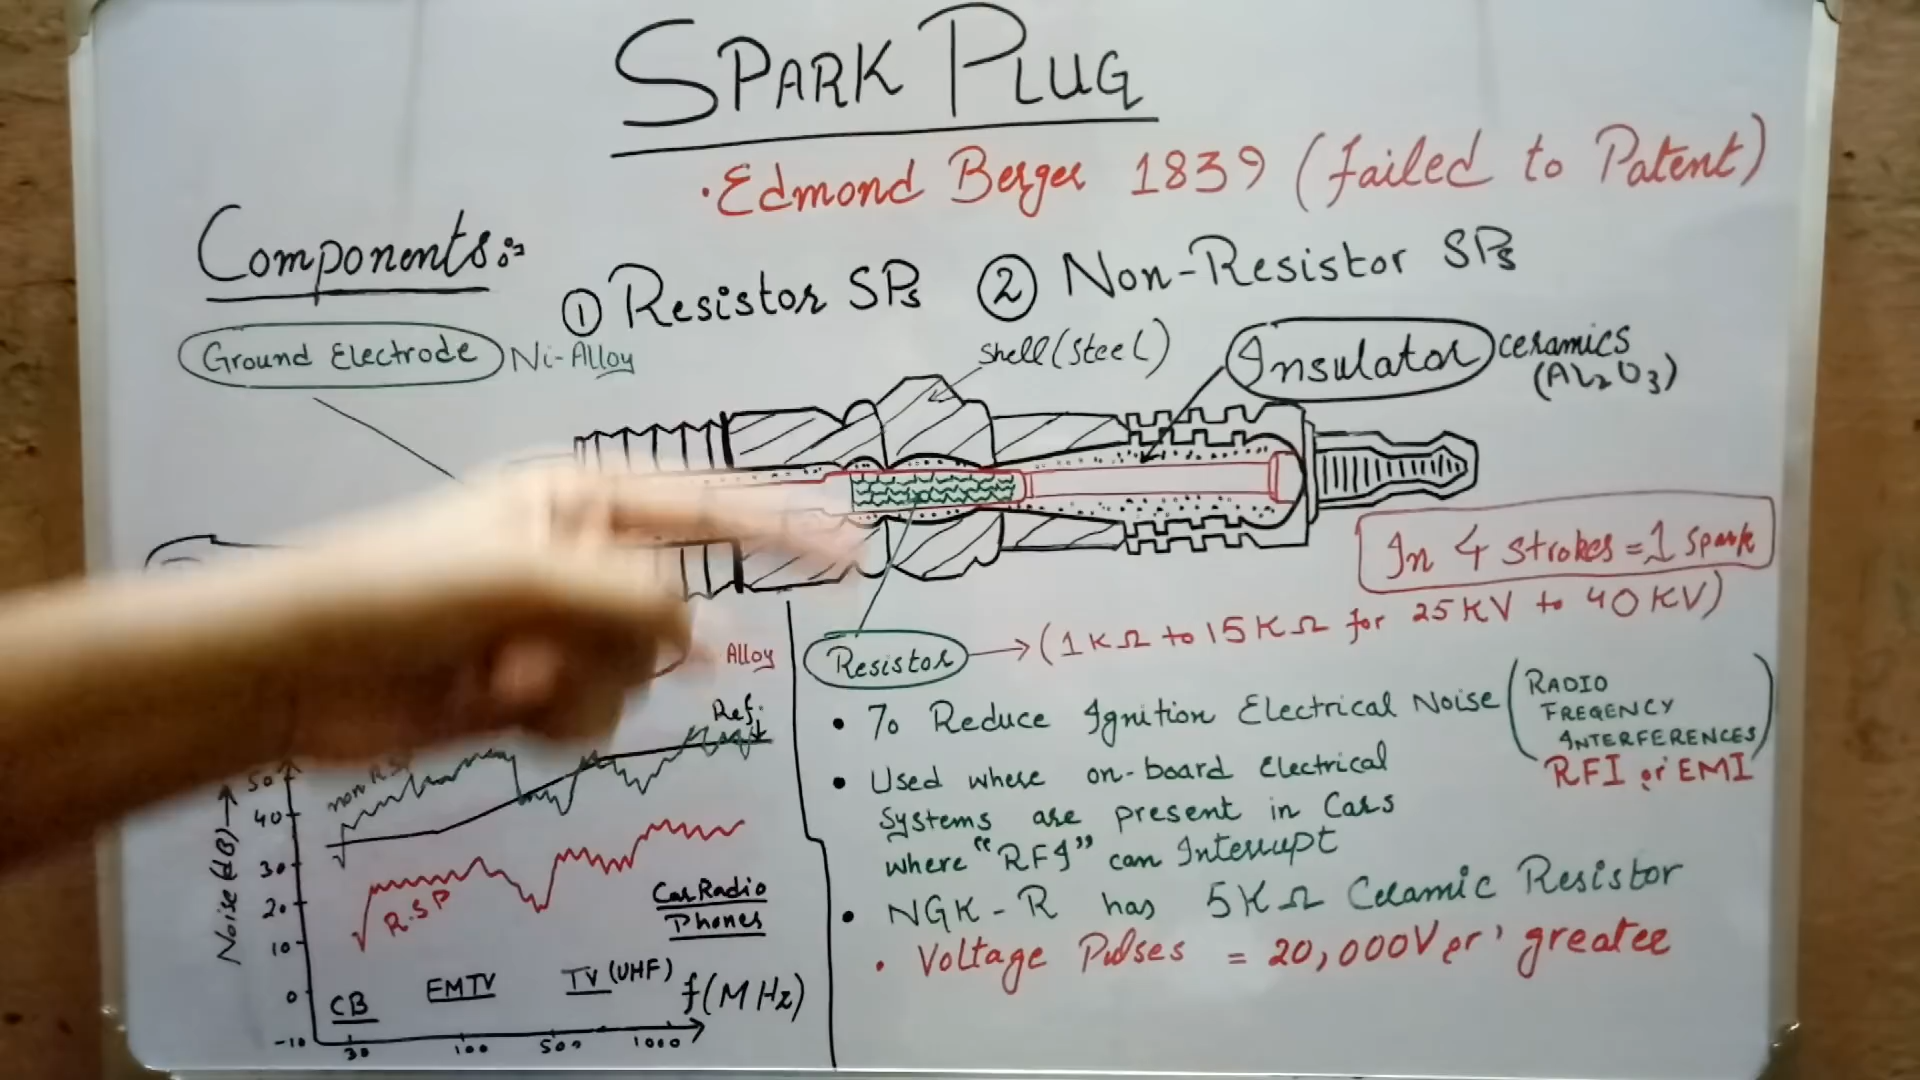 SPARK PLUG
• Edmond Berger 1839 (failed to Patent)
Components:-
① Resistor SPs ② Non-Resistor SPs
Ground Electrode Ni-Alloy
Shell (Steel)
Insulator ceramics
(Al2O3)
In 4 Strokes = 1 Spark
Resistor → (1KΩ to 15KΩ for 25KV to 40KV)
Alloy
• To Reduce Ignition Electrical Noise (RADIO
FREQENCY
INTERFERENCES)
RFI or EMI
• Used where on-board Electrical
Systems are present in Cars
where "RFI" can Interrupt
• NGK-R has 5KΩ Ceramic Resistor
• Voltage Pulses = 20,000V or greater
Ref.
non R.SP
R.SP
Noise (dB) →
50
40
30
20
10
0
-10
Car Radio
Phones
CB
FMTV
TV (UHF)
f(MHz)
30 100 500 1000